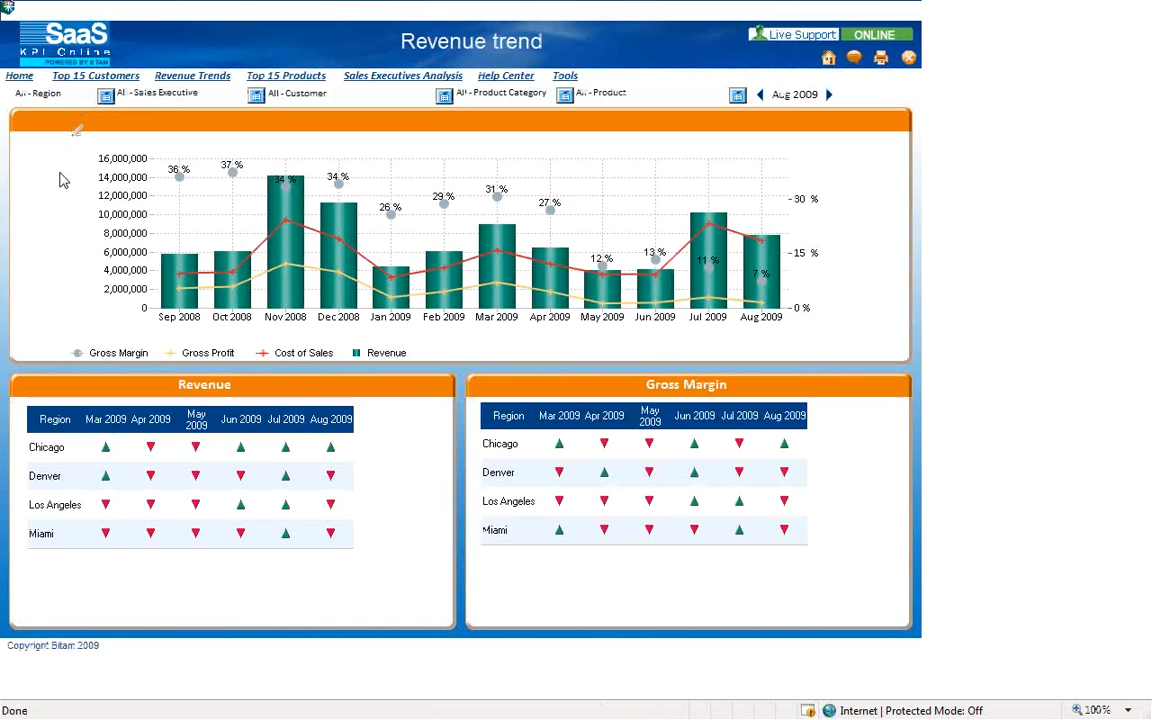 SaaS
KPI Online
POWERED BY BITAM
Revenue trend
Live Support ONLINE
Home Top 15 Customers Revenue Trends Top 15 Products Sales Executives Analysis Help Center Tools
All - Region All - Sales Executive All - Customer All - Product Category All - Product Aug 2009
16,000,000
14,000,000
12,000,000
10,000,000
8,000,000
6,000,000
4,000,000
2,000,000
0
36 % 37 % 34 % 34 % 26 % 29 % 31 % 27 % 12 % 13 % 11 % 7 %
30 %
15 %
0 %
Sep 2008 Oct 2008 Nov 2008 Dec 2008 Jan 2009 Feb 2009 Mar 2009 Apr 2009 May 2009 Jun 2009 Jul 2009 Aug 2009
Gross Margin Gross Profit Cost of Sales Revenue
Revenue
Region Mar 2009 Apr 2009 May 2009 Jun 2009 Jul 2009 Aug 2009
Chicago
Denver
Los Angeles
Miami
Gross Margin
Region Mar 2009 Apr 2009 May 2009 Jun 2009 Jul 2009 Aug 2009
Chicago
Denver
Los Angeles
Miami
Copyright Bitam 2009
Done
Internet | Protected Mode: Off
100%